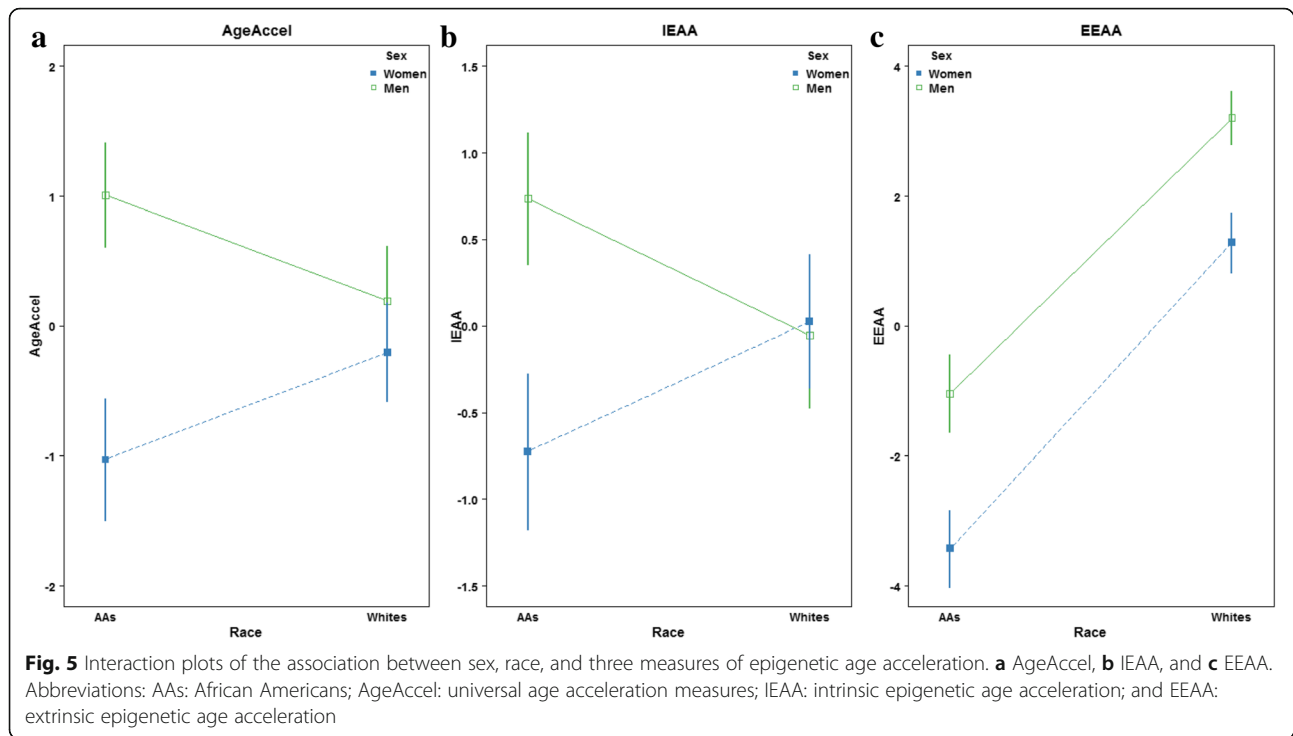 a
AgeAccel
Sex
Women
Men
2
1
0
-1
-2
AgeAccel
AAs
Whites
Race
b
IEAA
Sex
Women
Men
1.5
1.0
0.5
0.0
-0.5
-1.0
-1.5
IEAA
AAs
Whites
Race
c
EEAA
Sex
Women
Men
4
2
0
-2
-4
EEAA
AAs
Whites
Race
Fig. 5 Interaction plots of the association between sex, race, and three measures of epigenetic age acceleration. a AgeAccel, b IEAA, and c EEAA.
Abbreviations: AAs: African Americans; AgeAccel: universal age acceleration measures; IEAA: intrinsic epigenetic age acceleration; and EEAA:
extrinsic epigenetic age acceleration